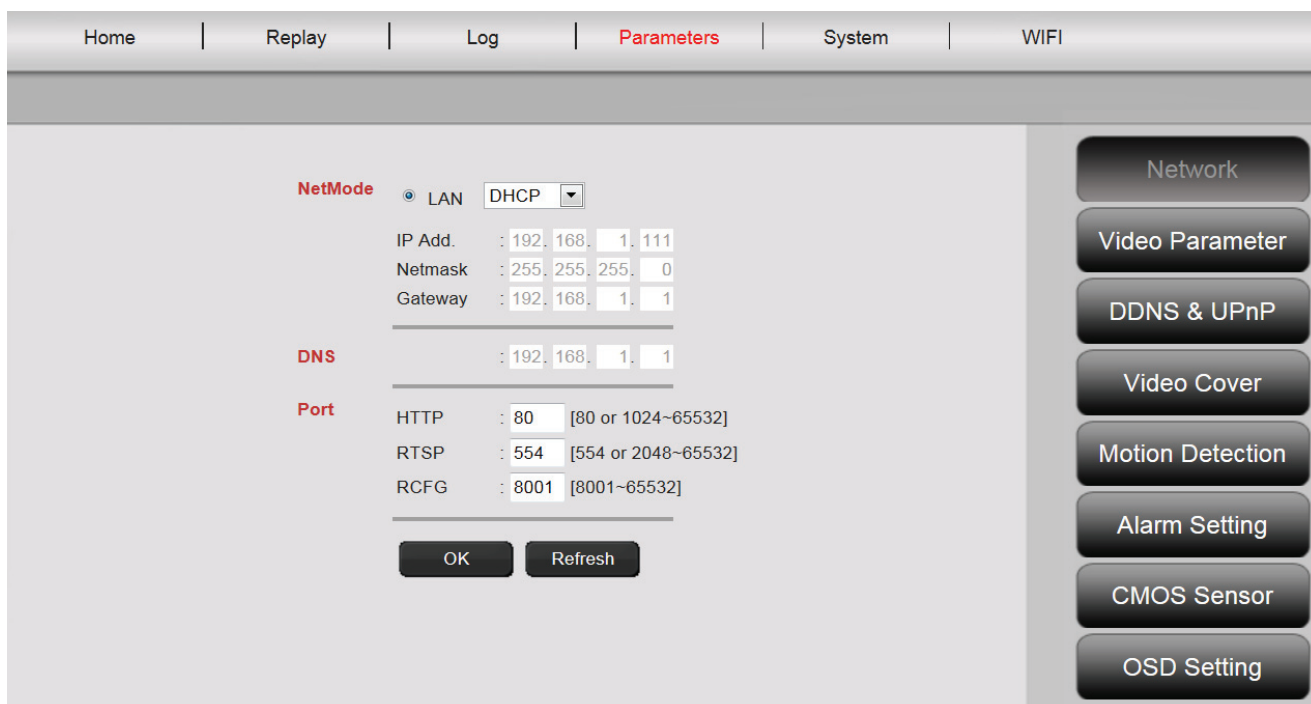 Home | Replay | Log | Parameters | System | WIFI
Network
NetMode LAN DHCP
IP Add. : 192. 168. 1. 111
Netmask : 255. 255. 255. 0
Gateway : 192. 168. 1. 1
DNS : 192. 168. 1. 1
Port HTTP : 80 [80 or 1024~65532]
RTSP : 554 [554 or 2048~65532]
RCFG : 8001 [8001~65532]
OK Refresh
Video Parameter
DDNS & UPnP
Video Cover
Motion Detection
Alarm Setting
CMOS Sensor
OSD Setting